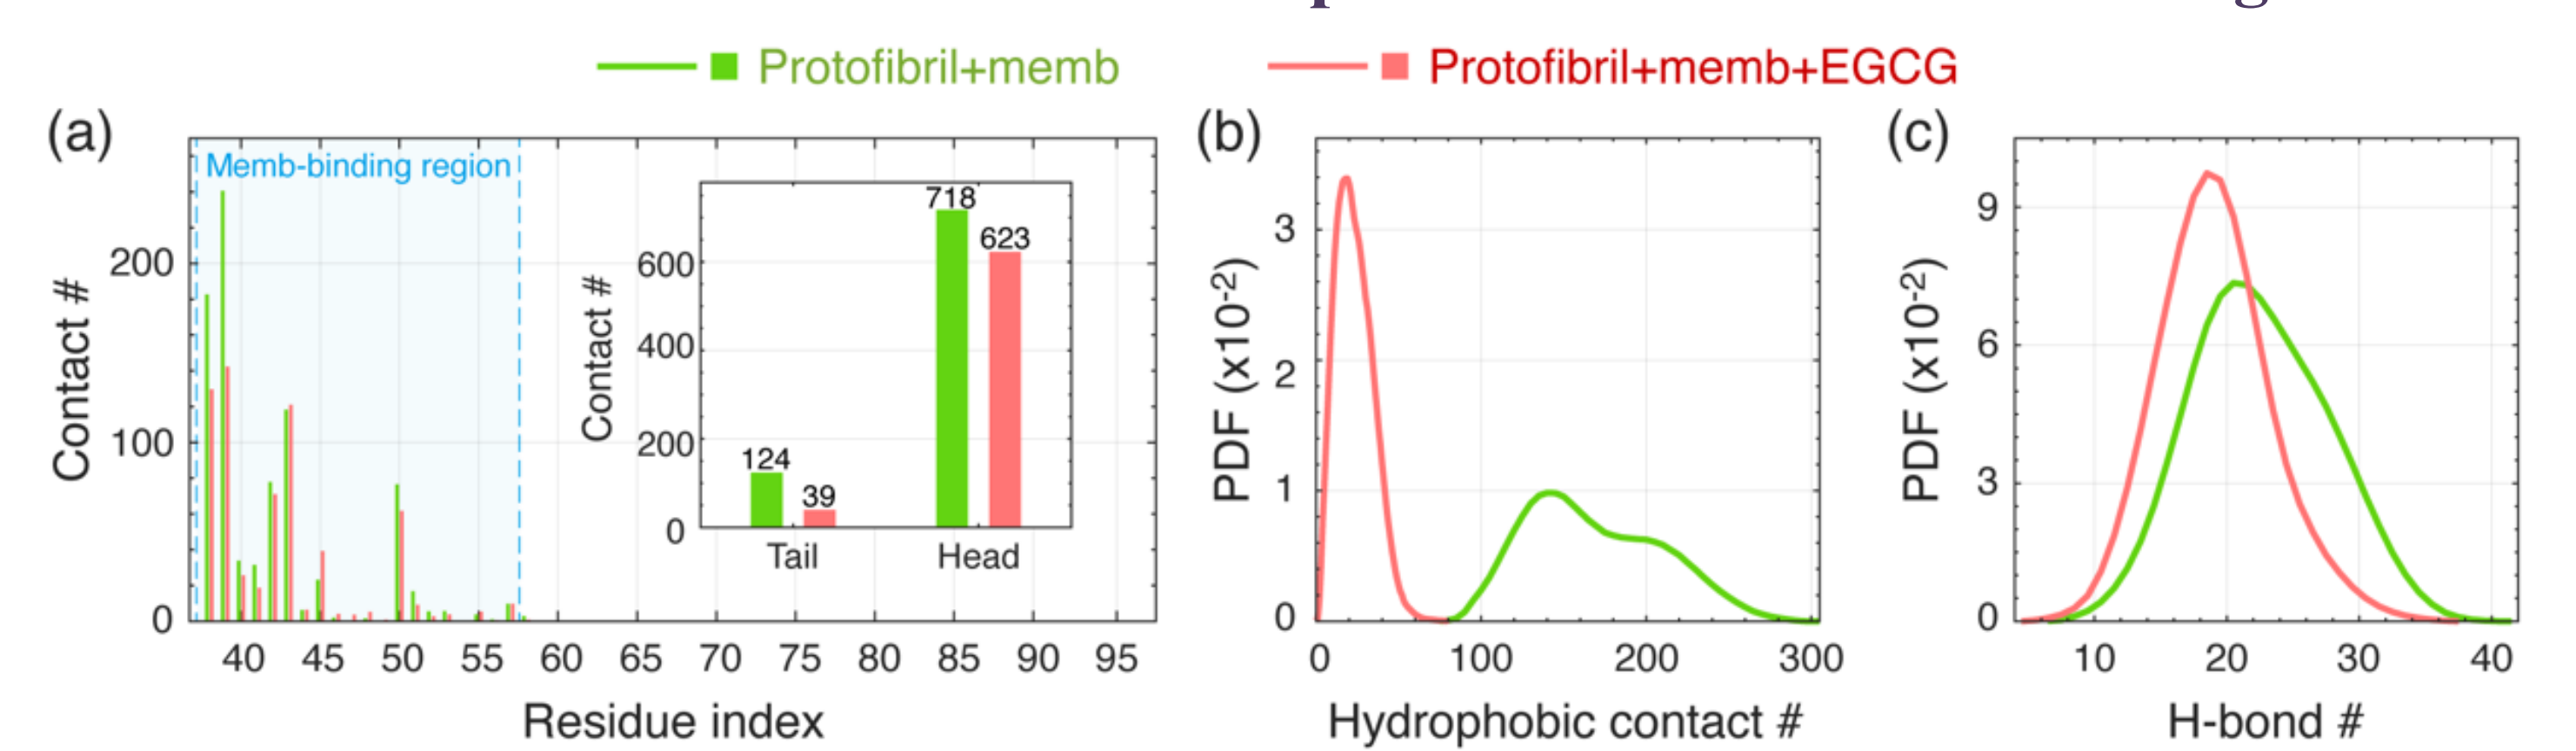 Protofibril+memb
Protofibril+memb+EGCG
(a)
Memb-binding region
Contact #
200
100
0
40 45 50 55 60 65 70 75 80 85 90 95
Residue index
Contact #
600
400
200
0
124
39
718
623
Tail Head
(b)
PDF (x10⁻²)
3
2
1
0
0 100 200 300
Hydrophobic contact #
(c)
PDF (x10⁻²)
9
6
3
0
10 20 30 40
H-bond #